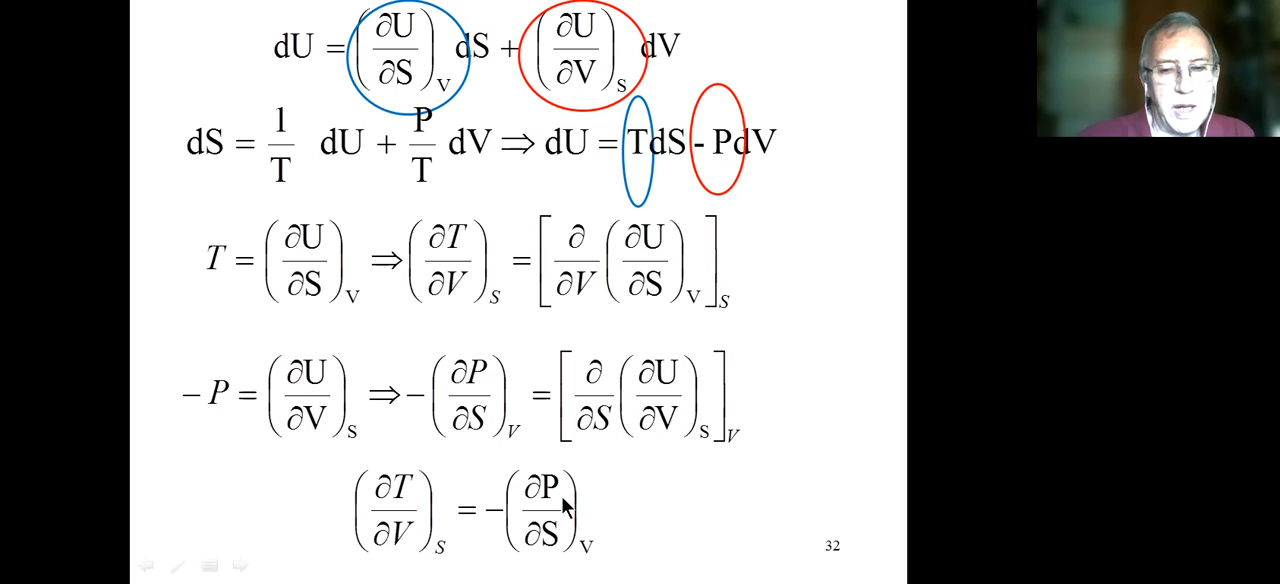 dU = (∂U/∂S)_V dS + (∂U/∂V)_S dV
dS = 1/T dU + P/T dV ⇒ dU = TdS - PdV
T = (∂U/∂S)_V ⇒ (∂T/∂V)_S = [∂/∂V (∂U/∂S)_V]_S
− P = (∂U/∂V)_S ⇒ − (∂P/∂S)_V = [∂/∂S (∂U/∂V)_S]_V
(∂T/∂V)_S = − (∂P/∂S)_V
32